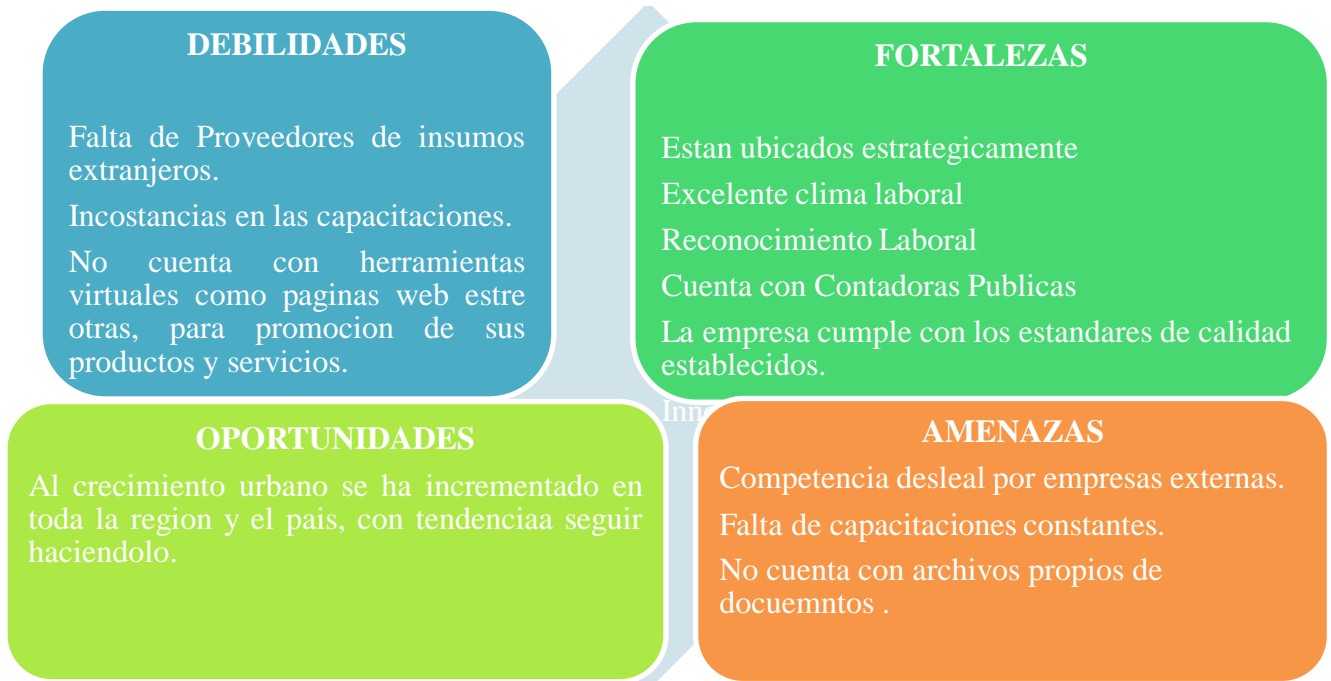 DEBILIDADES
Falta de Proveedores de insumos
extranjeros.
Incostancias en las capacitaciones.
No cuenta con herramientas
virtuales como paginas web estre
otras, para promocion de sus
productos y servicios.
FORTALEZAS
Estan ubicados estrategicamente
Excelente clima laboral
Reconocimiento Laboral
Cuenta con Contadoras Publicas
La empresa cumple con los estandares de calidad
establecidos.
OPORTUNIDADES
Al crecimiento urbano se ha incrementado en
toda la region y el pais, con tendenciaa seguir
haciendolo.
AMENAZAS
Competencia desleal por empresas externas.
Falta de capacitaciones constantes.
No cuenta con archivos propios de
docuemntos .